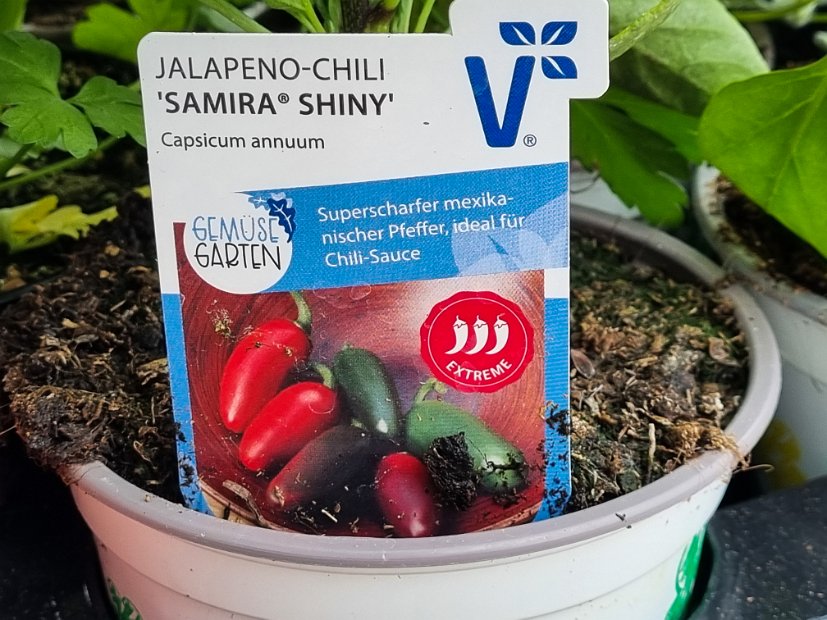 JALAPENO-CHILI
'SAMIRA® SHINY'
Capsicum annuum
V®
GEMÜSE
GARTEN
Superscharfer mexika-
nischer Pfeffer, ideal für
Chili-Sauce
EXTREME